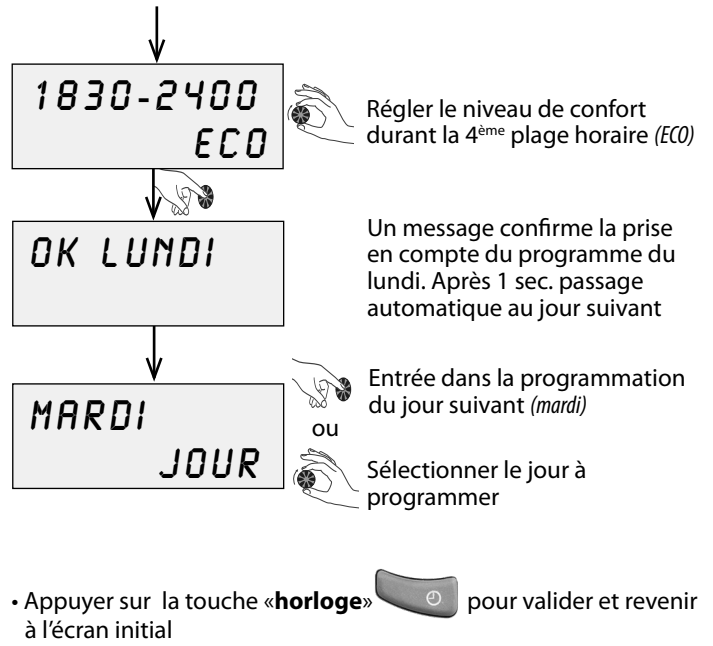 1830-2400
ECO
Régler le niveau de confort
durant la 4ème plage horaire (ECO)
OK LUNDI
Un message confirme la prise
en compte du programme du
lundi. Après 1 sec. passage
automatique au jour suivant
MARDI
JOUR
Entrée dans la programmation
du jour suivant (mardi)
ou
Sélectionner le jour à
programmer
• Appuyer sur la touche «horloge» pour valider et revenir
à l'écran initial